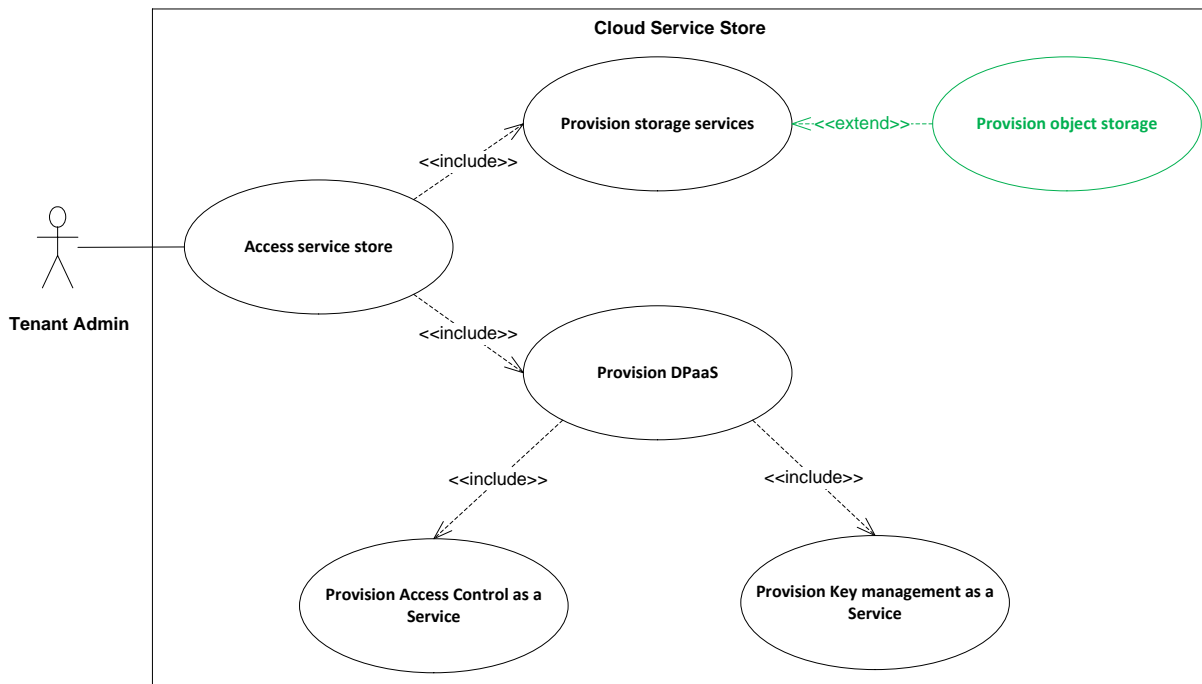 Cloud Service Store
Provision storage services
<<extend>>
Provision object storage
<<include>>
Access service store
Tenant Admin
<<include>>
Provision DPaaS
<<include>>
<<include>>
Provision Access Control as a
Service
Provision Key management as a
Service